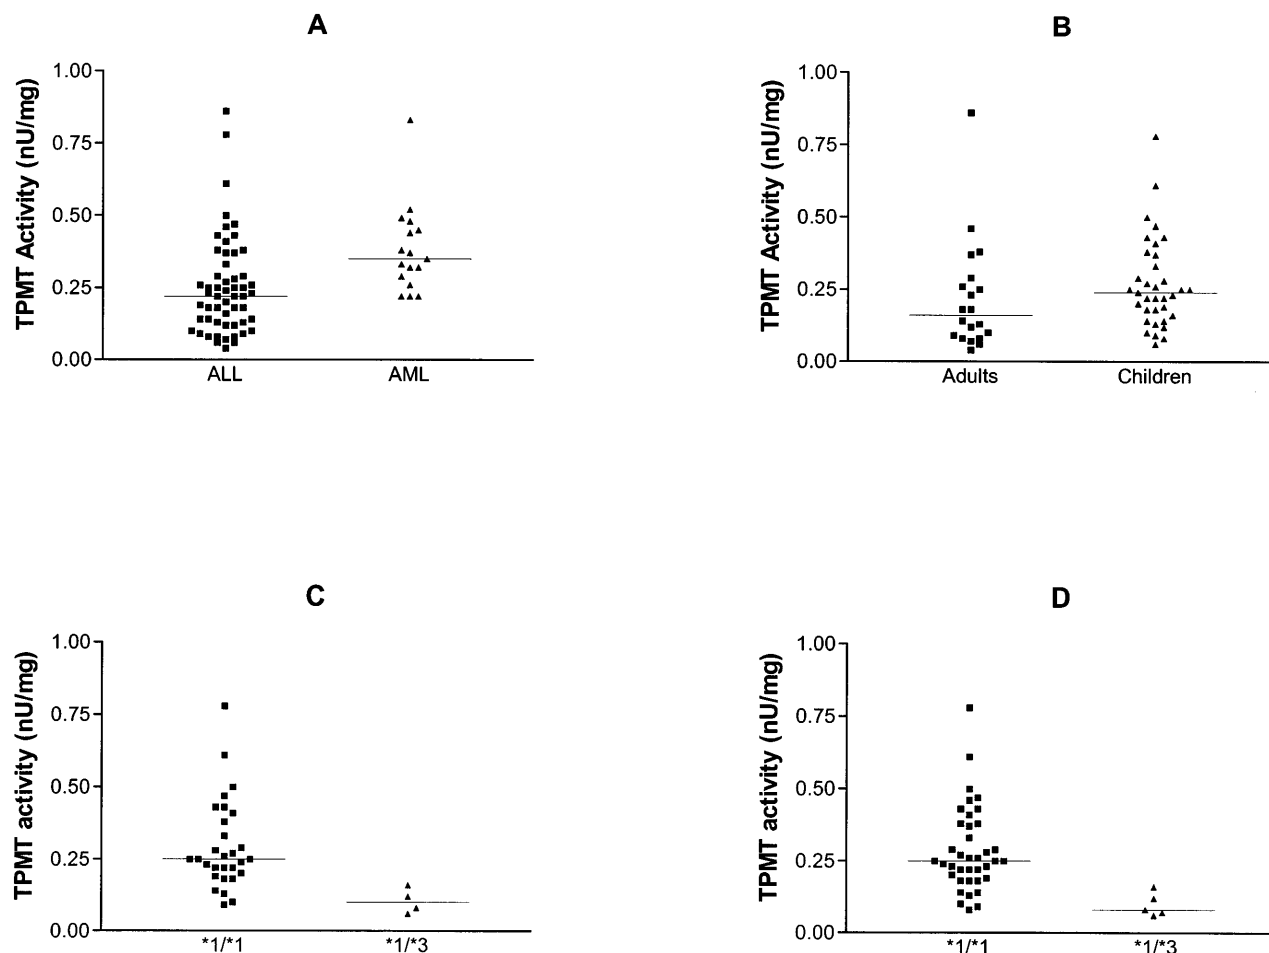 A
TPMT Activity (nU/mg)
1.00
0.75
0.50
0.25
0.00
ALL
AML
B
TPMT Activity (nU/mg)
1.00
0.75
0.50
0.25
0.00
Adults
Children
C
TPMT activity (nU/mg)
1.00
0.75
0.50
0.25
0.00
*1/*1
*1/*3
D
TPMT activity (nU/mg)
1.00
0.75
0.50
0.25
0.00
*1/*1
*1/*3